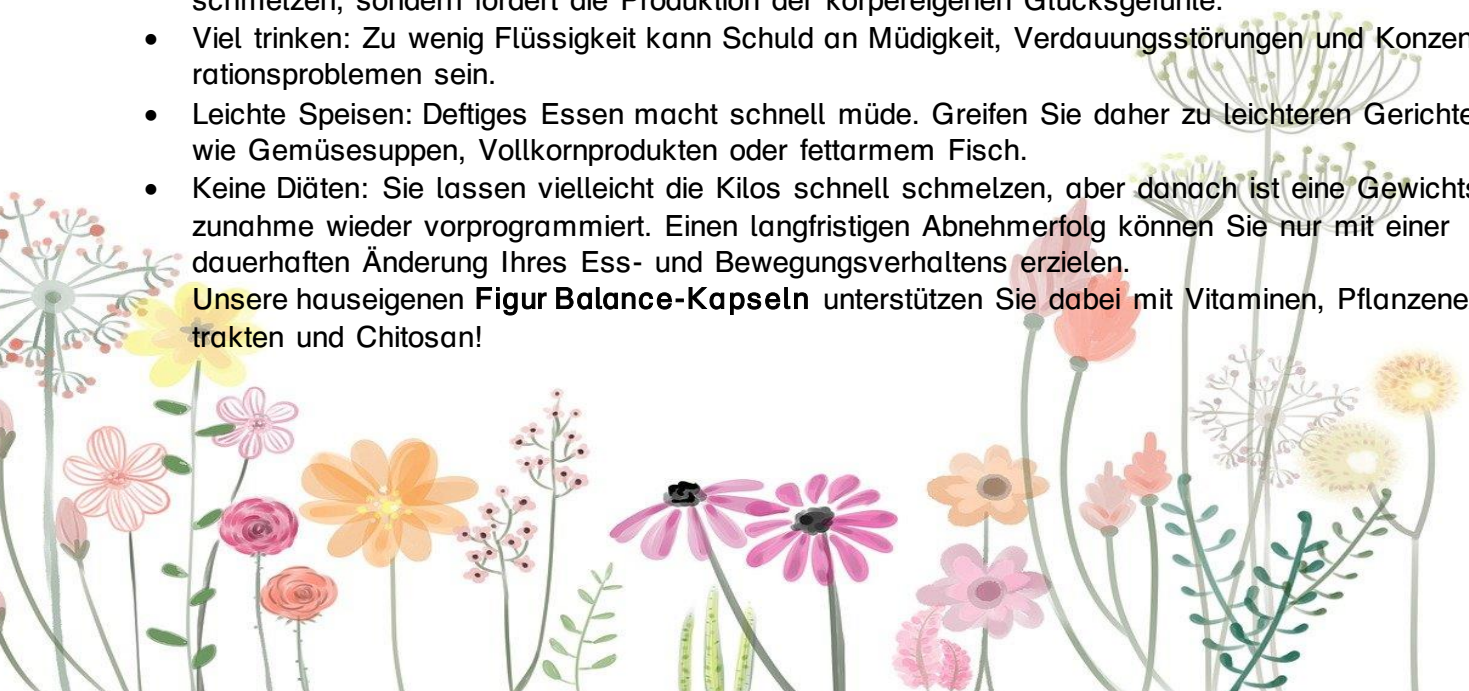 schmelzen, sondern fördert die Produktion der körpereigenen Glücksgefühle.
• Viel trinken: Zu wenig Flüssigkeit kann Schuld an Müdigkeit, Verdauungsstörungen und Konzen
rationsproblemen sein.
• Leichte Speisen: Deftiges Essen macht schnell müde. Greifen Sie daher zu leichteren Gerichte
wie Gemüsesuppen, Vollkornprodukten oder fettarmem Fisch.
• Keine Diäten: Sie lassen vielleicht die Kilos schnell schmelzen, aber danach ist eine Gewichts
zunahme wieder vorprogrammiert. Einen langfristigen Abnehmerfolg können Sie nur mit einer
dauerhaften Änderung Ihres Ess- und Bewegungsverhaltens erzielen.
Unsere hauseigenen Figur Balance-Kapseln unterstützen Sie dabei mit Vitaminen, Pflanzene
trakten und Chitosan!